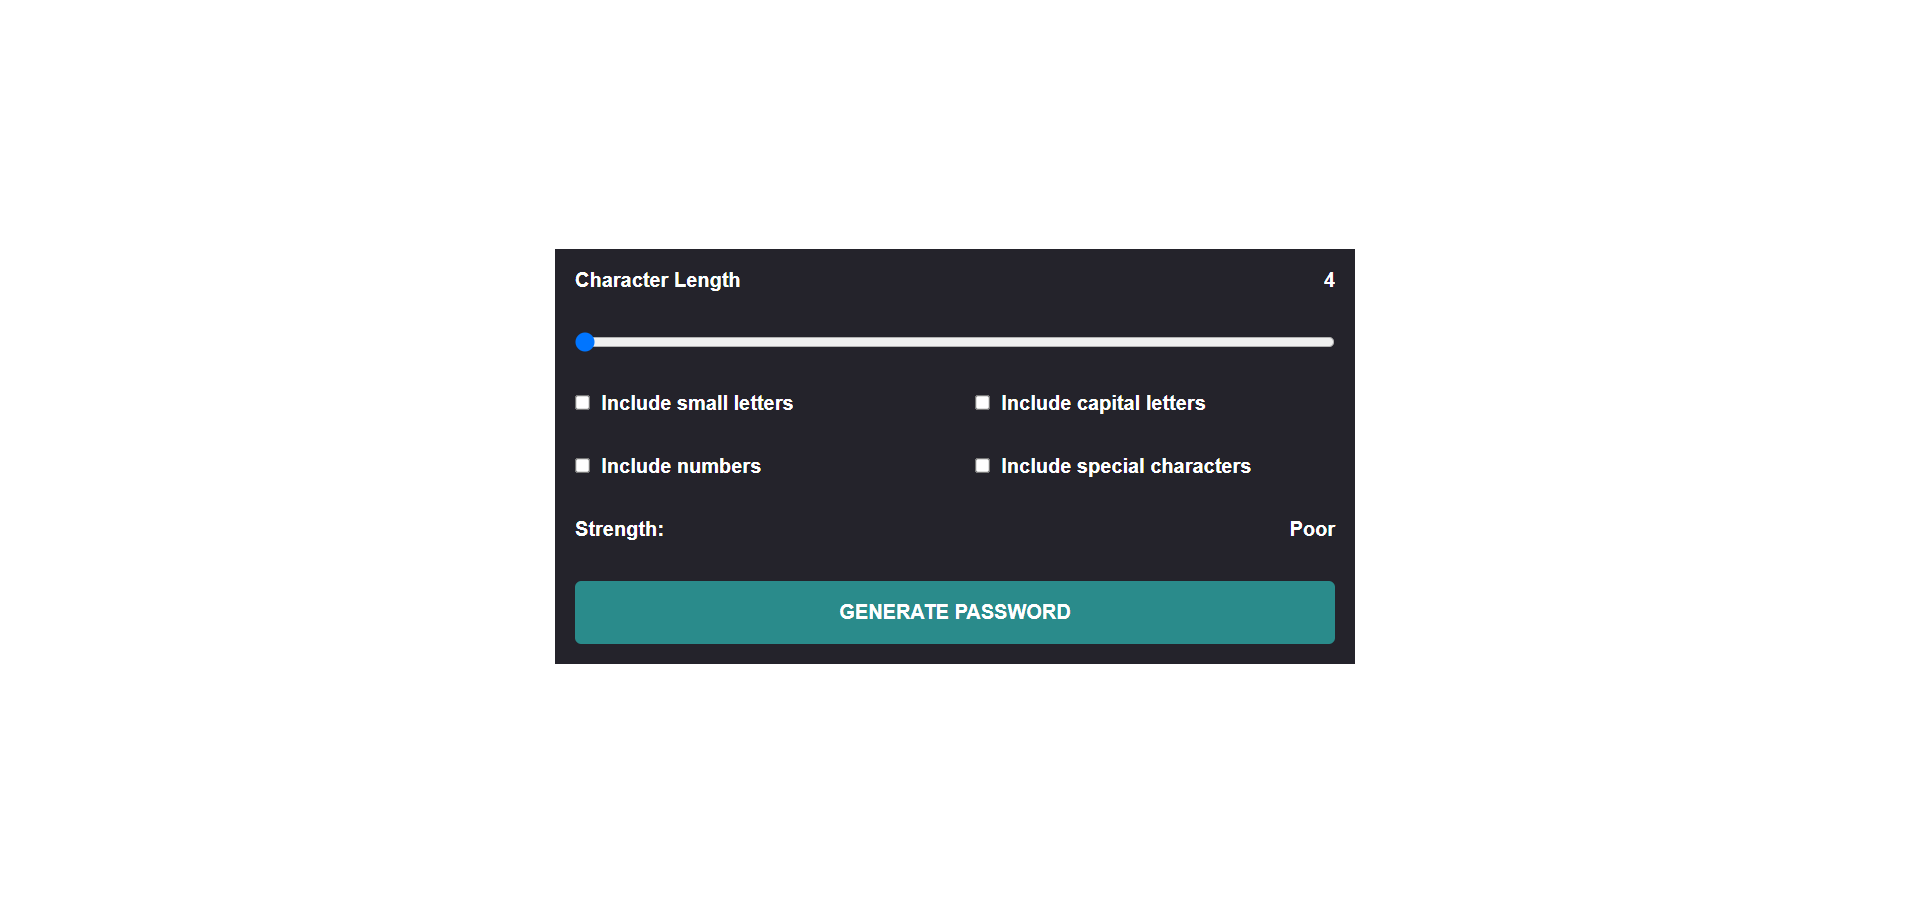 Character Length 4
Include small letters Include capital letters
Include numbers Include special characters
Strength: Poor
GENERATE PASSWORD